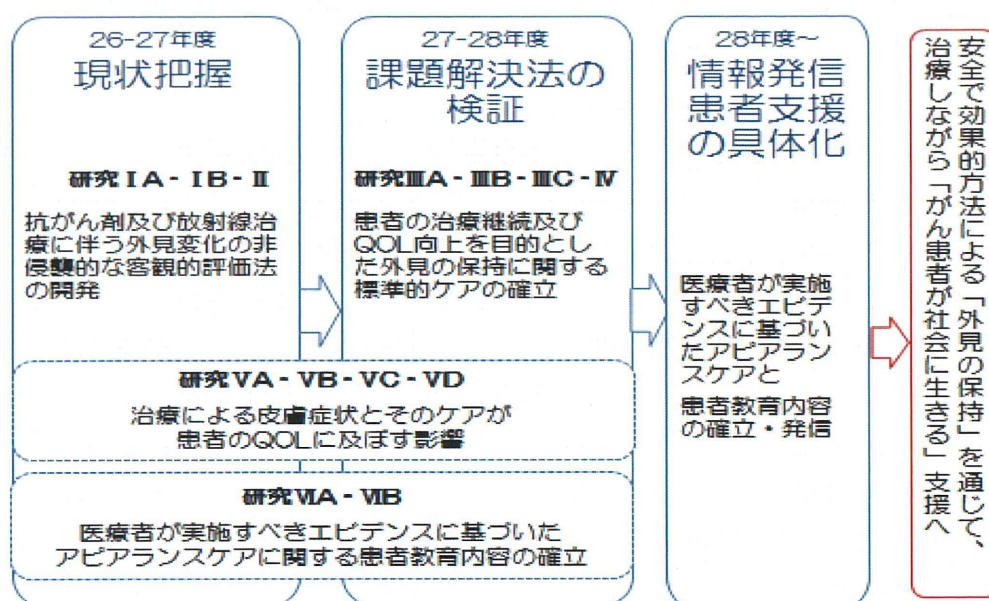 26-27年度
現状把握
研究ⅠA・ⅠB・Ⅱ
抗がん剤及び放射線治
療に伴う外見変化の非
侵襲的な客観的評価法
の開発
27-28年度
課題解決法の
検証
研究ⅢA・ⅢB・ⅢC・Ⅳ
患者の治療継続及び
QOL向上を目的とし
た外見の保持に関する
標準的ケアの確立
研究ⅤA・ⅤB・ⅤC・ⅤD
治療による皮膚症状とそのケアが
患者のQOLに及ぼす影響
研究ⅥA・ⅥB
医療者が実施すべきエビデンスに基づいた
アピアランスケアに関する患者教育内容の確立
28年度～
情報発信
患者支援
の具体化
医療者が実施
すべきエビデ
ンスに基づい
たアピアラン
スケアと
患者教育内容
の確立・発信
安全で効果的方法による「外見の保持」を通じて、
治療しながら「がん患者が社会に生きる」支援へ